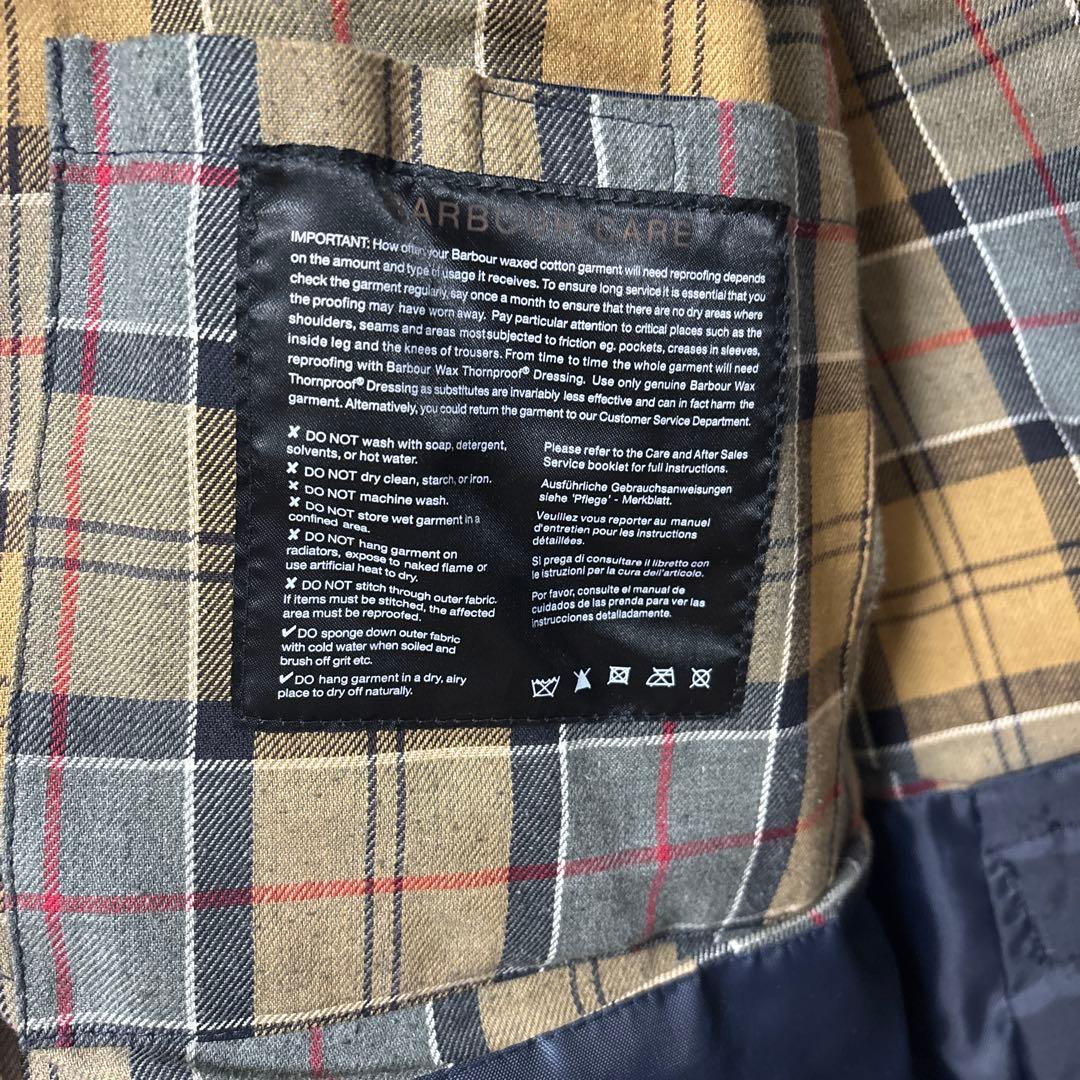 BARBOUR CARE
IMPORTANT: How often your Barbour waxed cotton garment will need reproofing depends
on the amount and type of usage it receives. To ensure long service it is essential that you
check the garment regularly, say once a month to ensure that there are no dry areas where
the proofing may have worn away. Pay particular attention to critical places such as the
shoulders, seams and areas most subjected to friction eg. pockets, creases in sleeves,
inside leg and the knees of trousers. From time to time the whole garment will need
reproofing with Barbour Wax Thornproof® Dressing. Use only genuine Barbour Wax
Thornproof® Dressing as substitutes are invariably less effective and can in fact harm the
garment. Alternatively, you could return the garment to our Customer Service Department.
✘ DO NOT wash with soap, detergent,
solvents, or hot water.
✘ DO NOT dry clean, starch, or iron.
✘ DO NOT machine wash.
✘ DO NOT store wet garment in a
confined area.
✘ DO NOT hang garment on
radiators, expose to naked flame or
use artificial heat to dry.
✘ DO NOT stitch through outer fabric.
If items must be stitched, the affected
area must be reproofed.
✔ DO sponge down outer fabric
with cold water when soiled and
brush off grit etc.
✔ DO hang garment in a dry, airy
place to dry off naturally.
Please refer to the Care and After Sales
Service booklet for full instructions.
Ausführliche Gebrauchsanweisungen
siehe 'Pflege' - Merkblatt.
Veuillez vous reporter au manuel
d'entretien pour les instructions
détaillées.
Si prega di consultare il libretto con
le istruzioni per la cura dell'articolo.
Por favor, consulte el manual de
cuidados de las prenda para ver las
instrucciones detalladamente.